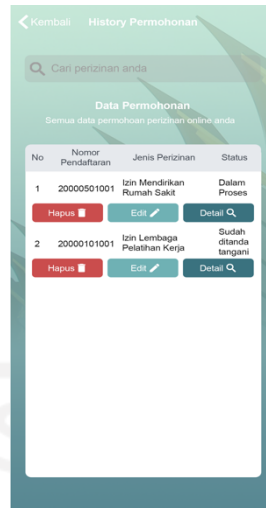 Kembali History Permohonan
Cari perizinan anda
Data Permohonan
Semua data permohoan perizinan online anda
No Nomor Pendaftaran Jenis Perizinan Status
1 20000501001 Izin Mendirikan Rumah Sakit Dalam Proses
Hapus Edit Detail
2 20000101001 Izin Lembaga Pelatihan Kerja Sudah ditanda tangani
Hapus Edit Detail